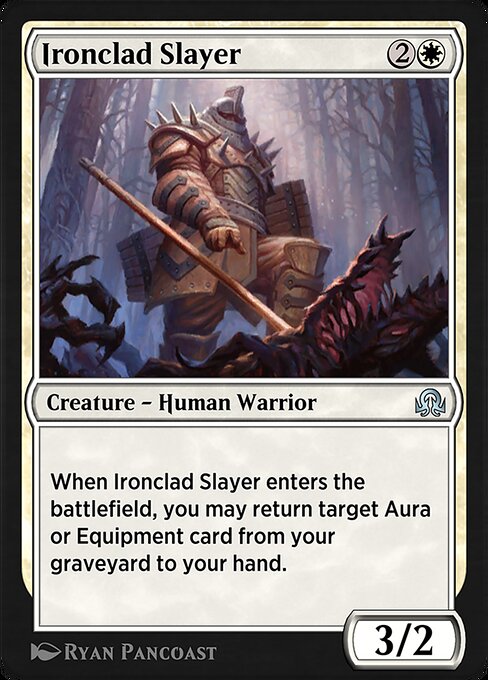 Ironclad Slayer 2
Creature – Human Warrior
When Ironclad Slayer enters the
battlefield, you may return target Aura
or Equipment card from your
graveyard to your hand.
3/2
Ryan Pancoast